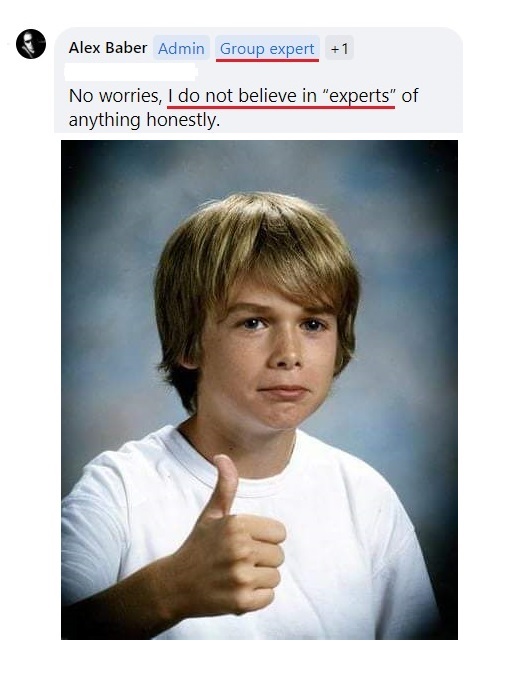 Alex Baber Admin Group expert +1
No worries, I do not believe in “experts” of
anything honestly.